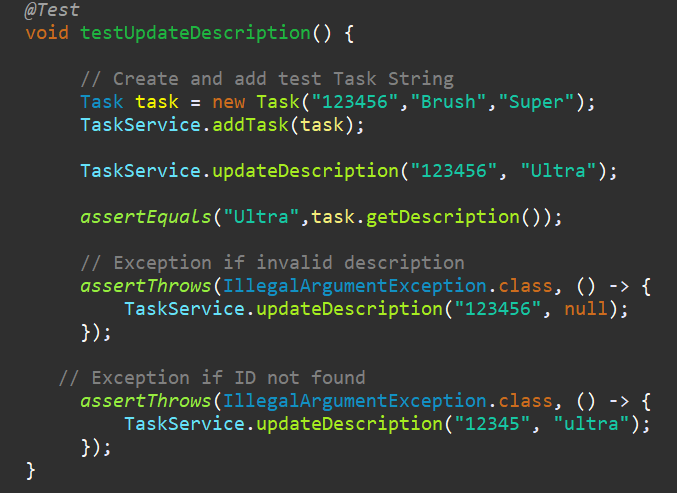 @Test
void testUpdateDescription() {
// Create and add test Task String
Task task = new Task("123456","Brush","Super");
TaskService.addTask(task);
TaskService.updateDescription("123456", "Ultra");
assertEquals("Ultra",task.getDescription());
// Exception if invalid description
assertThrows(IllegalArgumentException.class, () -> {
TaskService.updateDescription("123456", null);
});
// Exception if ID not found
assertThrows(IllegalArgumentException.class, () -> {
TaskService.updateDescription("12345", "ultra");
});
}